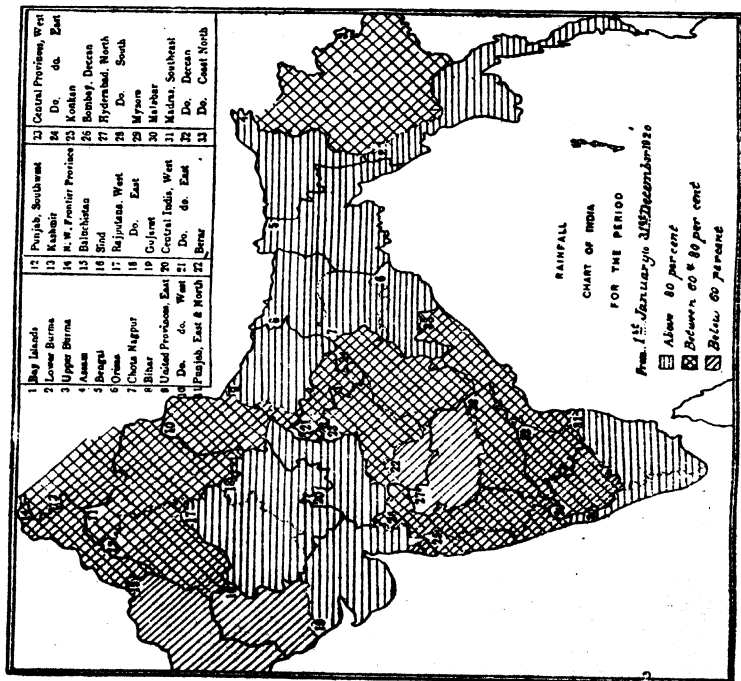 1 Bay Islands
2 Lower Burma
3 Upper Burma
4 Assam
5 Bengal
6 Orissa
7 Chota Nagpur
8 Bihar
9 United Provinces, East
10 Do. do. West
11 Punjab, East & North
12 Punjab, Southwest
13 Kashmir
14 N. W. Frontier Province
15 Baluchistan
16 Sind
17 Rajputana, West
18 Do. East
19 Gujarat
20 Central India, West
21 Do. do. East
22 Berar
23 Central Provinces, West
24 Do. do. East
25 Konkan
26 Bombay, Deccan
27 Hyderabad, North
28 Do. South
29 Mysore
30 Malabar
31 Madras, Southeast
32 Do. Deccan
33 Do. Coast North
RAINFALL
CHART OF INDIA
FOR THE PERIOD
From 1st January to 31st December 1920
Above 80 percent
Between 60 & 80 per cent
Below 60 percent